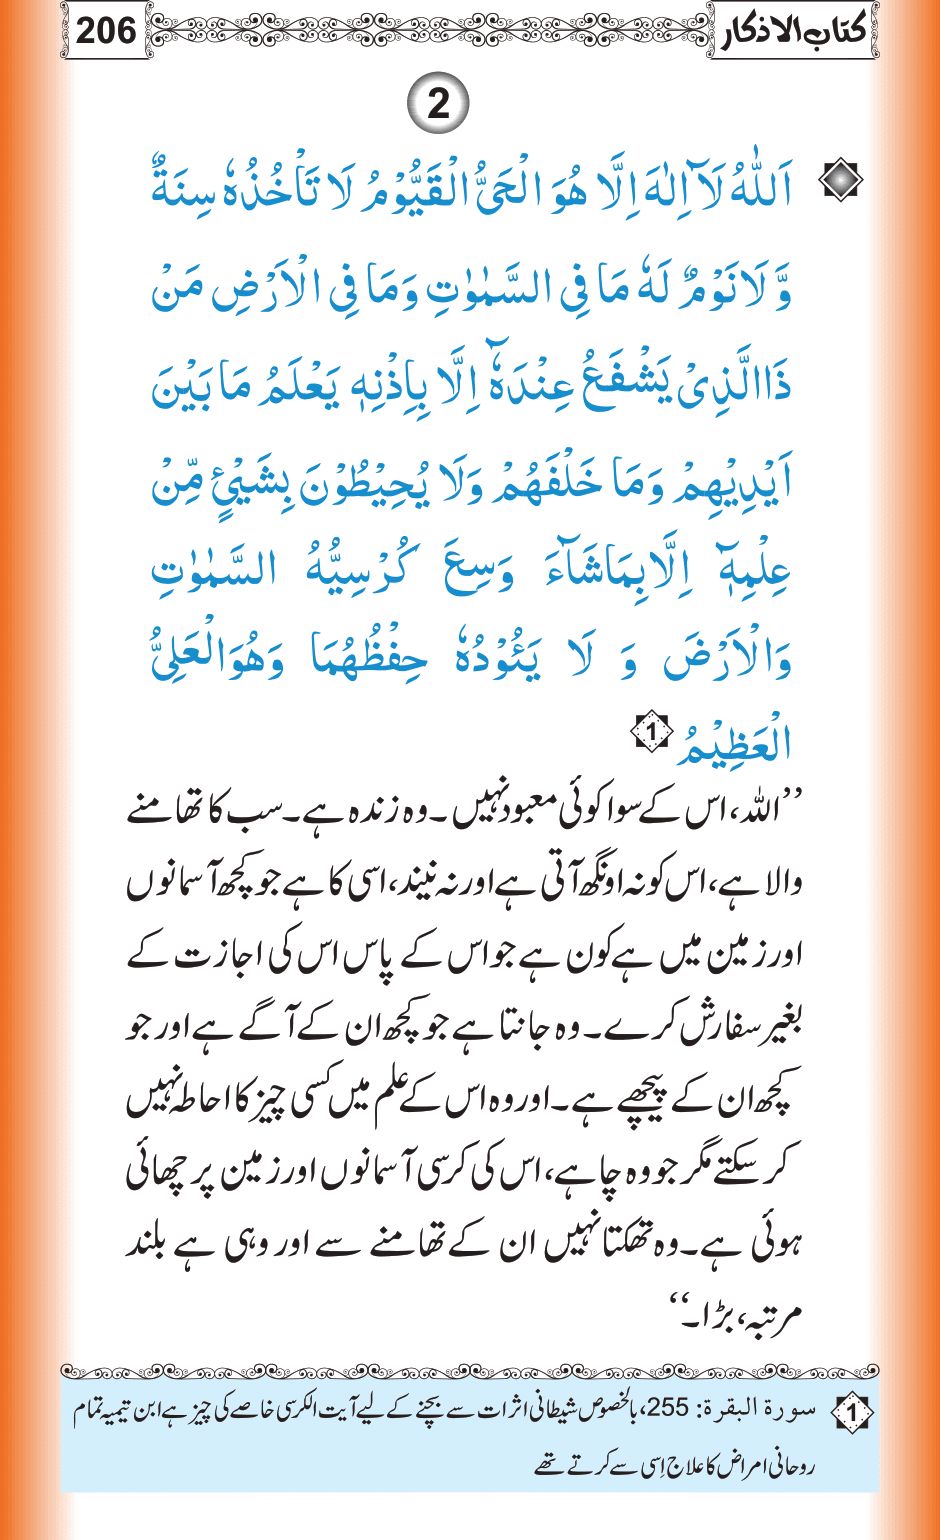 کتاب الاذکار
206
2
اَللّٰهُ لَاۤ اِلٰهَ اِلَّا هُوَ الْحَیُّ الْقَیُّوْمُ لَا تَاْخُذُهٗ سِنَةٌ
وَّ لَا نَوْمٌ لَهٗ مَا فِی السَّمٰوٰتِ وَمَا فِی الْاَرْضِ مَنْ
ذَا الَّذِیْ یَشْفَعُ عِنْدَهٗۤ اِلَّا بِاِذْنِهٖ یَعْلَمُ مَا بَیْنَ
اَیْدِیْهِمْ وَمَا خَلْفَهُمْ وَلَا یُحِیْطُوْنَ بِشَیْئٍ مِّنْ
عِلْمِهٖۤ اِلَّا بِمَاشَآءَ وَسِعَ كُرْسِیُّهُ السَّمٰوٰتِ
وَالْاَرْضَ وَ لَا یَئُوْدُهٗ حِفْظُهُمَا وَهُوَ الْعَلِیُّ
الْعَظِیْمُ 1
’’اللہ، اس کے سوا کوئی معبود نہیں۔ وہ زندہ ہے۔ سب کا تھامنے
والا ہے، اس کو نہ اونگھ آتی ہے اور نہ نیند، اسی کا ہے جو کچھ آسمانوں
اور زمین میں ہے کون ہے جو اس کے پاس اس کی اجازت کے
بغیر سفارش کرے۔ وہ جانتا ہے جو کچھ ان کے آگے ہے اور جو
کچھ ان کے پیچھے ہے۔ اور وہ اس کے علم میں کسی چیز کا احاطہ نہیں
کر سکتے مگر جو وہ چاہے، اس کی کرسی آسمانوں اور زمین پر چھائی
ہوئی ہے۔ وہ تھکتا نہیں ان کے تھامنے سے اور وہی ہے بلند
مرتبہ، بڑا۔‘‘
1 سورة البقرة: 255، بالخصوص شیطانی اثرات سے بچنے کے لیے آیت الکرسی خاصے کی چیز ہے ابن تیمیہ تمام
روحانی امراض کا علاج اِسی سے کرتے تھے